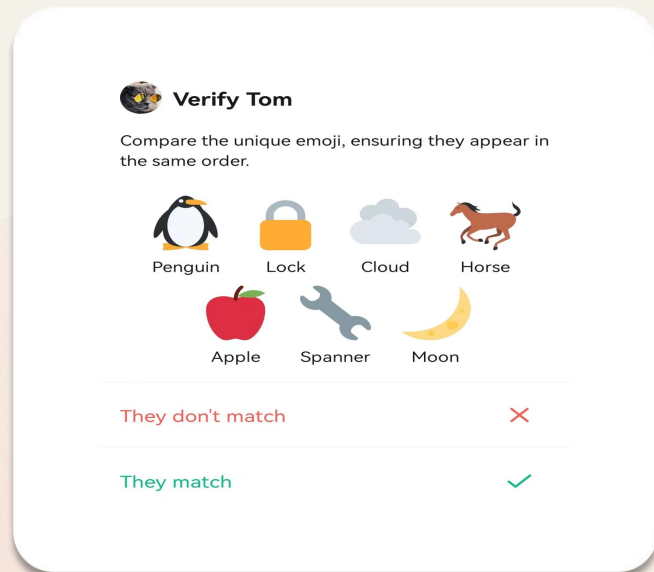 Verify Tom
Compare the unique emoji, ensuring they appear in
the same order.
Penguin Lock Cloud Horse
Apple Spanner Moon
They don't match
They match